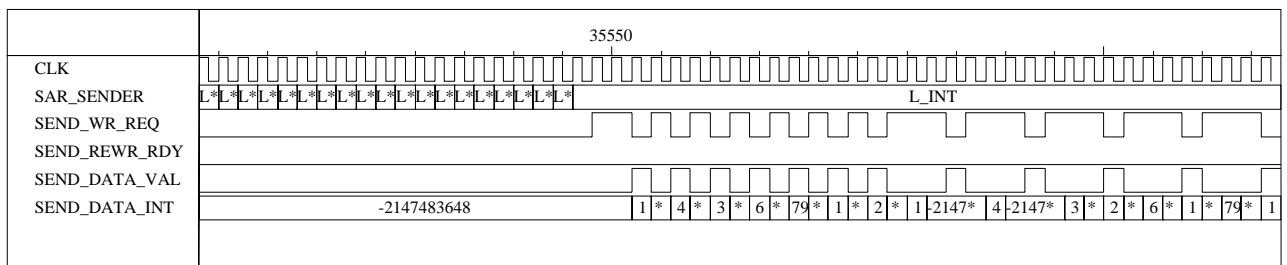 35550
CLK
SAR_SENDER L* L* L* L* L* L* L* L* L* L* L* L* L* L* L* L* L* L* L* L_INT
SEND_WR_REQ
SEND_REWR_RDY
SEND_DATA_VAL
SEND_DATA_INT -2147483648 1 * 4 * 3 * 6 * 79 * 1 * 2 * 1 -2147* 4 -2147* 3 * 2 * 6 * 1 * 79 * 1